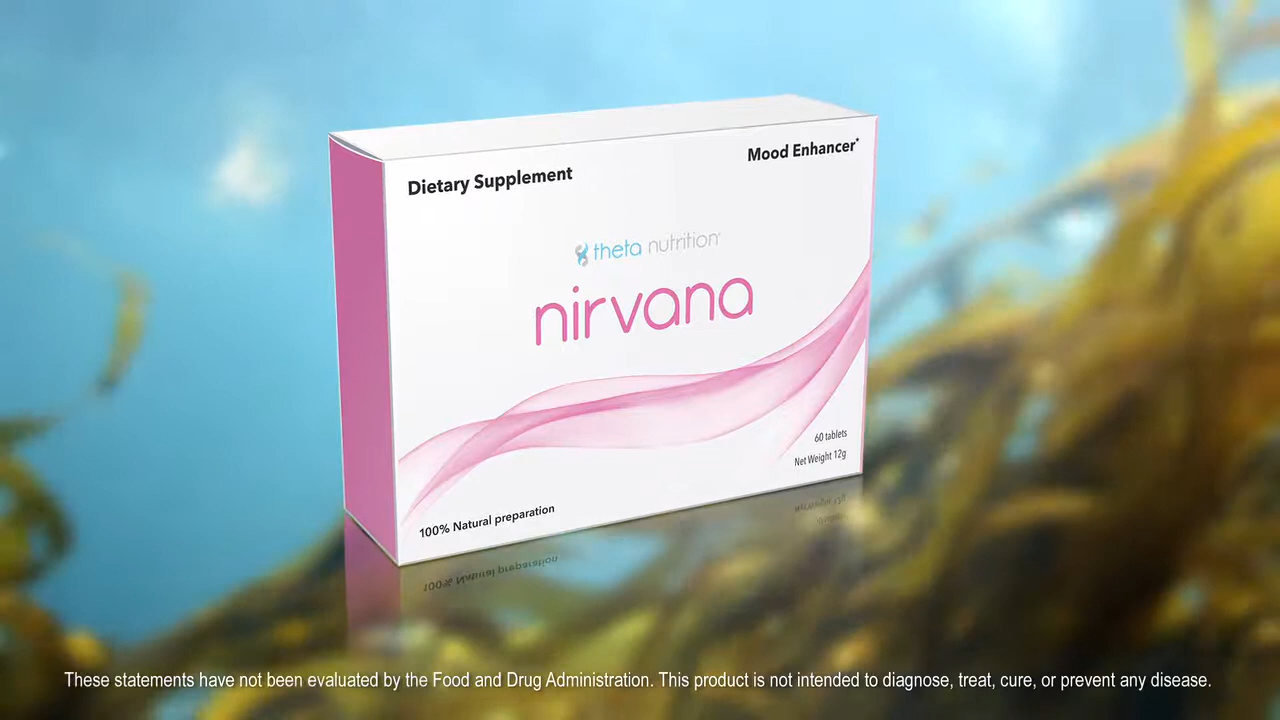 Dietary Supplement
Mood Enhancer*
theta nutrition
nirvana
60 tablets
Net Weight 12g
100% Natural preparation
These statements have not been evaluated by the Food and Drug Administration. This product is not intended to diagnose, treat, cure, or prevent any disease.